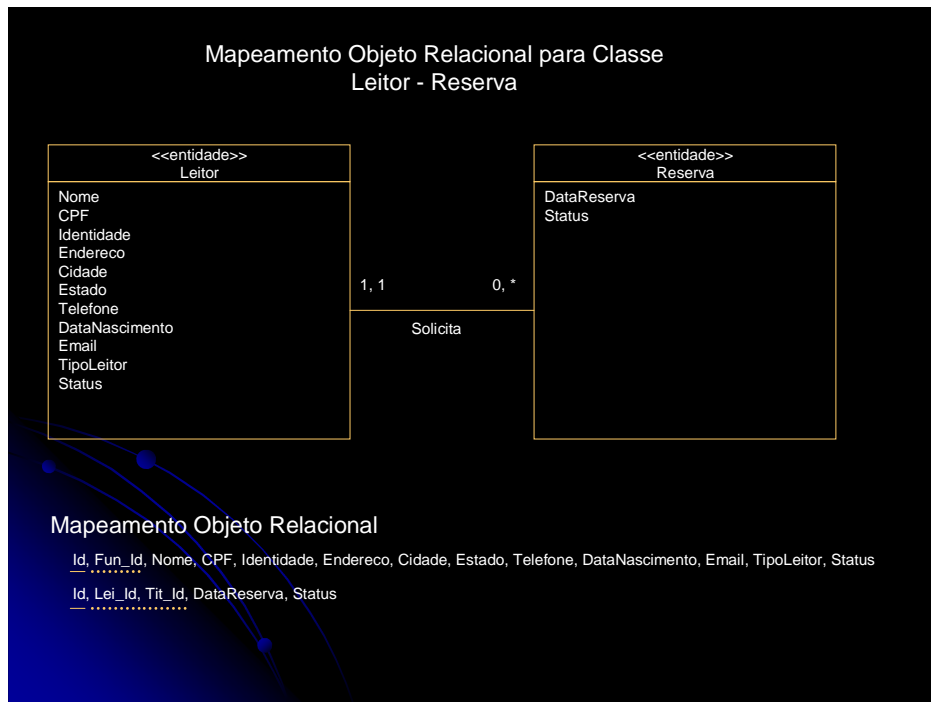 Mapeamento Objeto Relacional para Classe
Leitor - Reserva
<<entidade>>
Leitor
Nome
CPF
Identidade
Endereco
Cidade
Estado
Telefone
DataNascimento
Email
TipoLeitor
Status
1, 1
0, *
Solicita
<<entidade>>
Reserva
DataReserva
Status
Mapeamento Objeto Relacional
Id, Fun_Id, Nome, CPF, Identidade, Endereco, Cidade, Estado, Telefone, DataNascimento, Email, TipoLeitor, Status
Id, Lei_Id, Tit_Id, DataReserva, Status